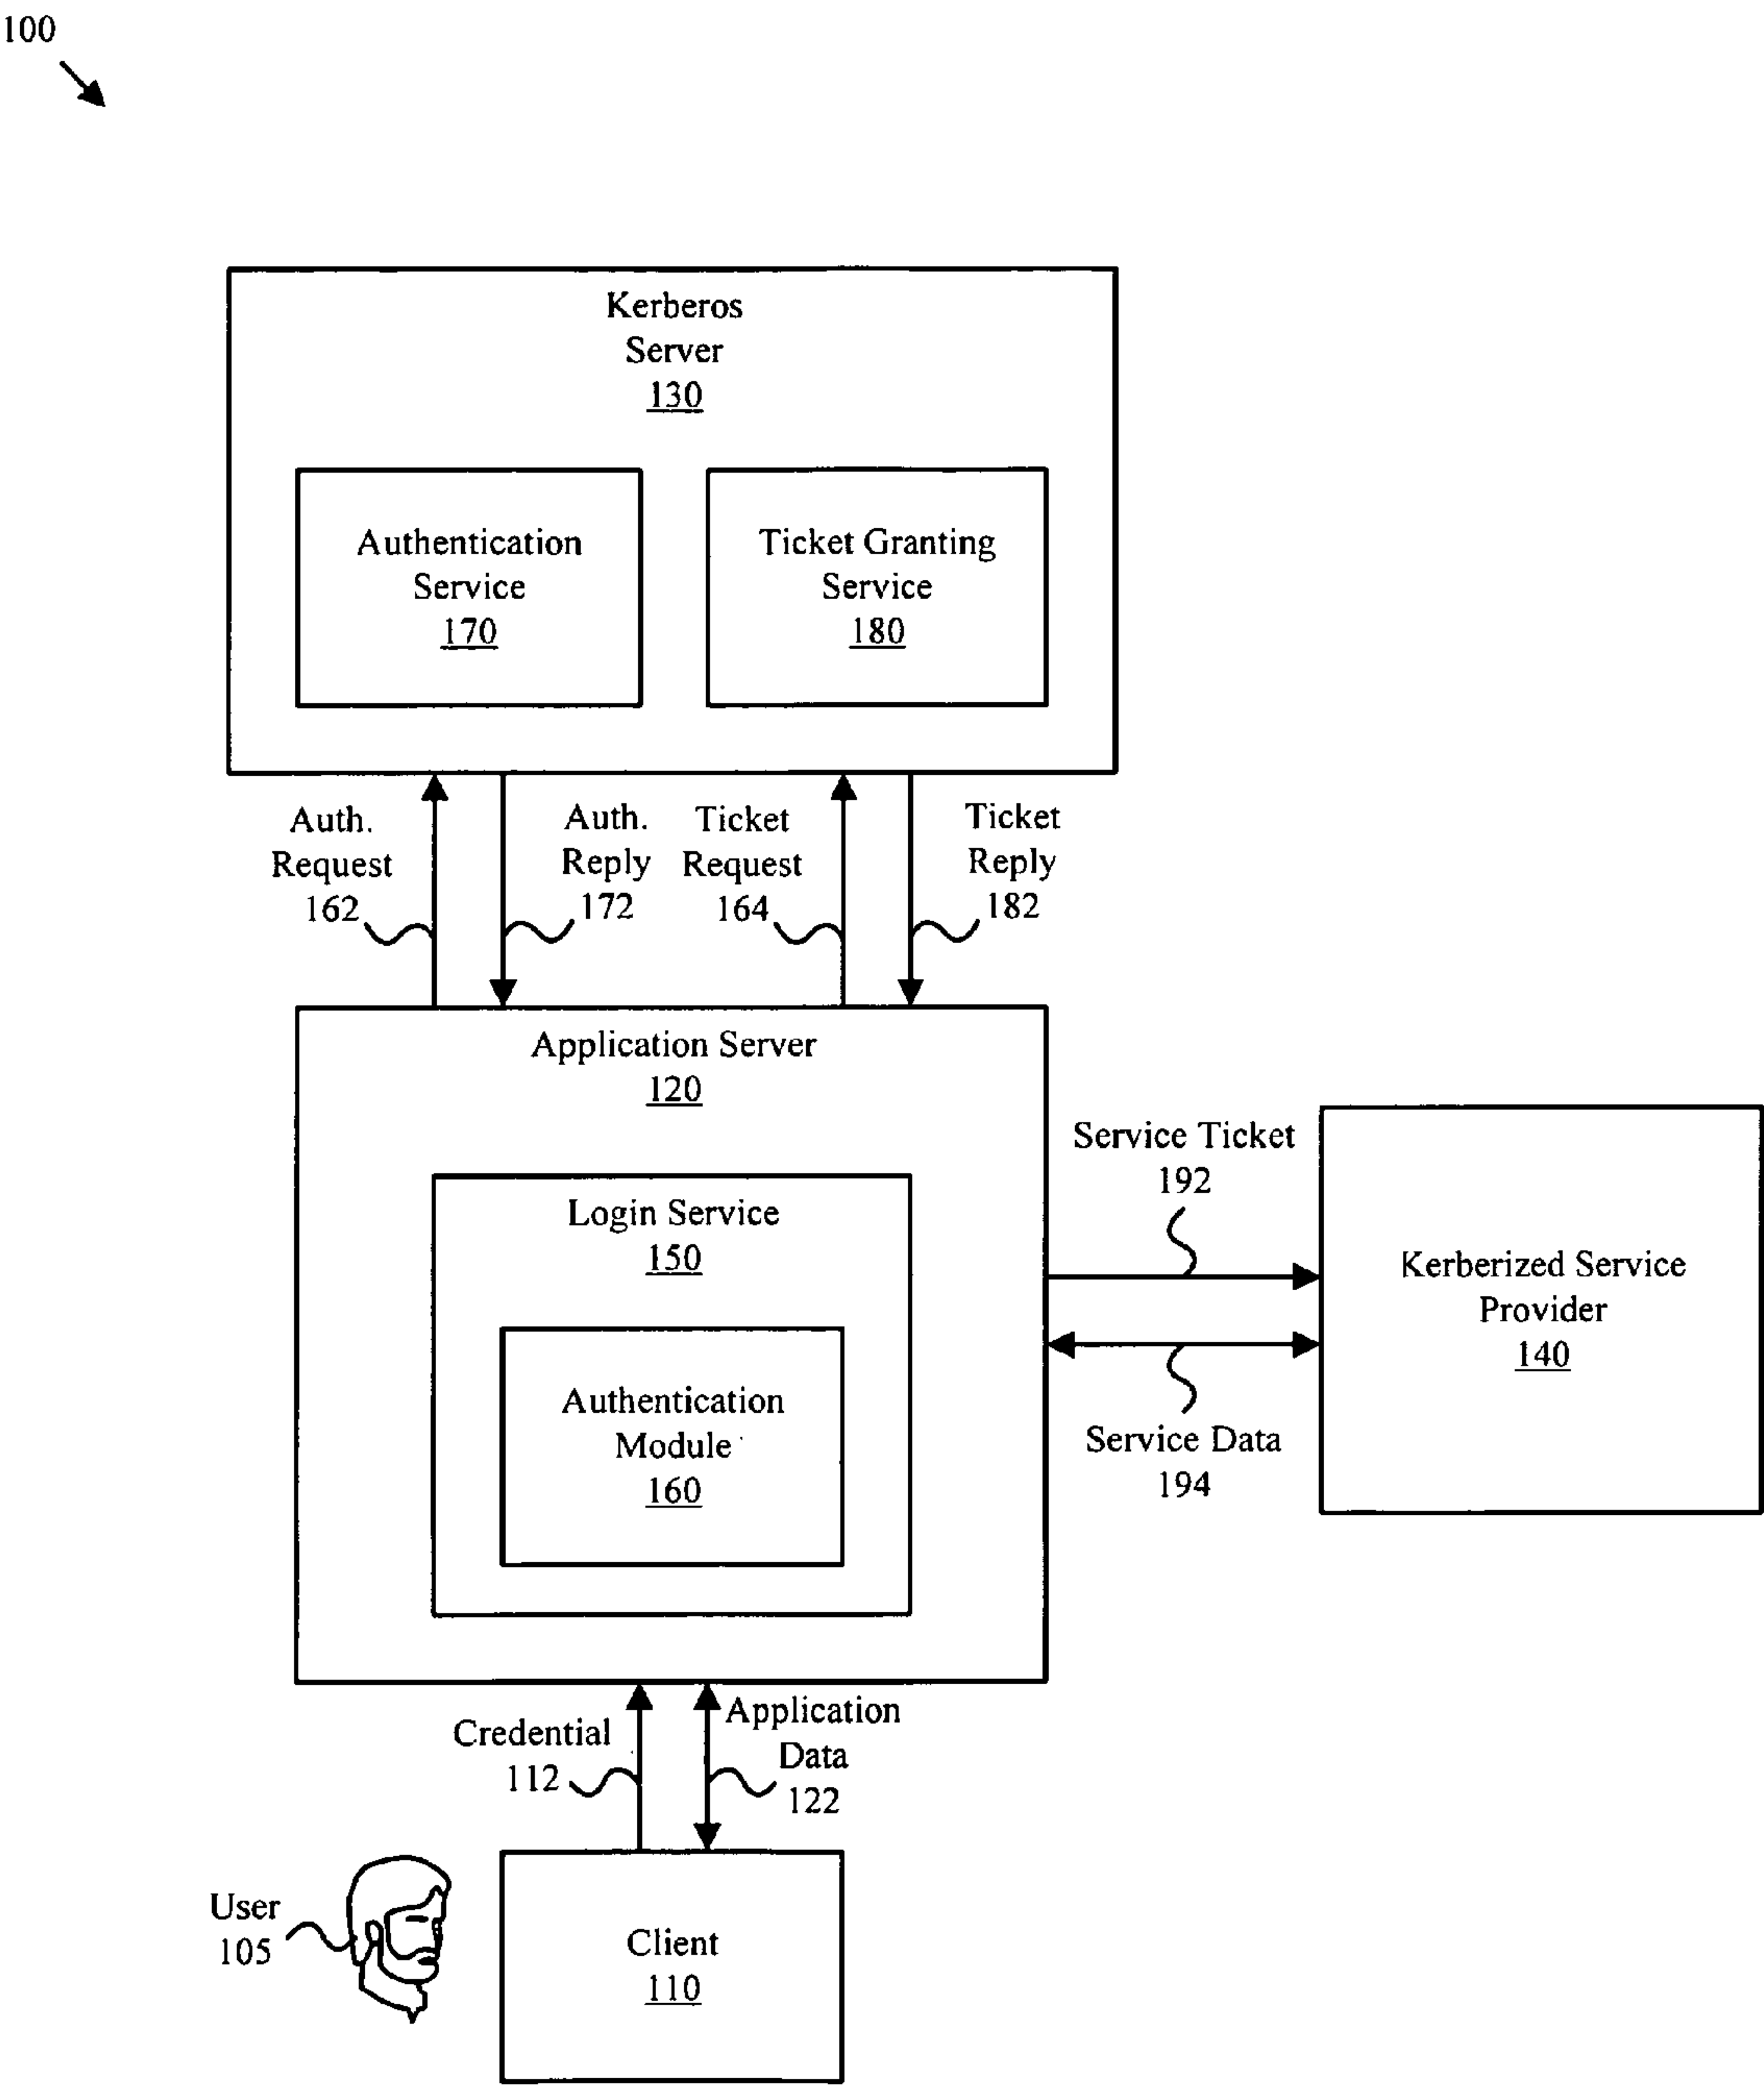 100
Kerberos
Server
130
Authentication
Service
170
Ticket Granting
Service
180
Auth.
Request
162
Auth.
Reply
172
Ticket
Request
164
Ticket
Reply
182
Application Server
120
Login Service
150
Authentication
Module
160
Service Ticket
192
Service Data
194
Kerberized Service
Provider
140
Credential
112
Application
Data
122
User
105
Client
110